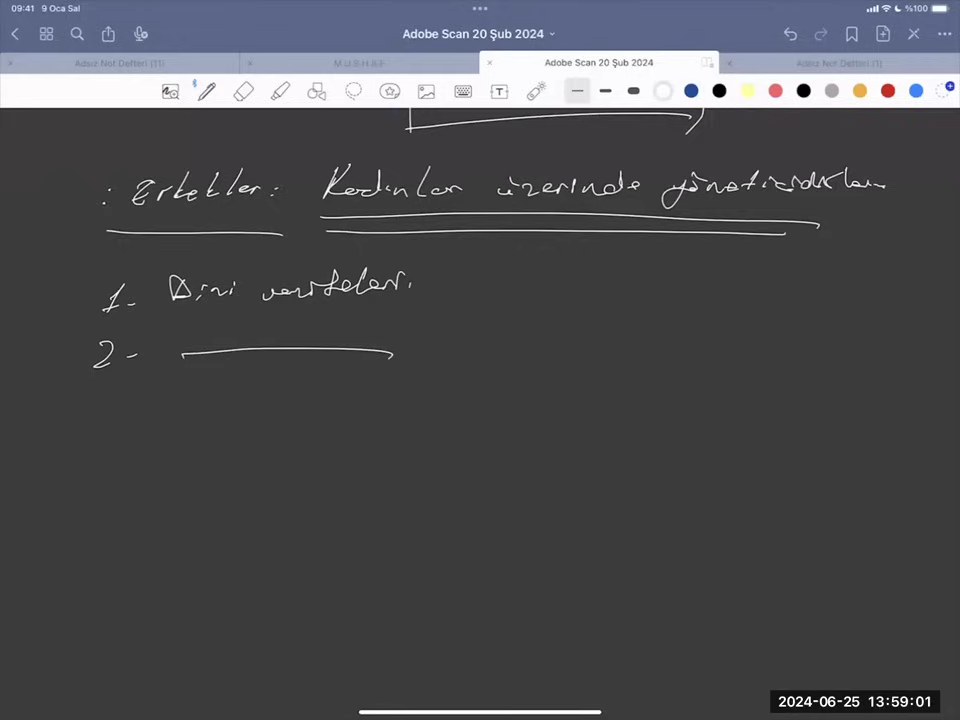 09:41 9 Oca Sal
%100
Adobe Scan 20 Şub 2024
Adsız Not Defteri (11)
Adobe Scan 20 Şub 2024
Adsız Not Defteri (1)
: Erkekler: Kadınlar üzerinde yöneticidirler
1- Dini
2-
2024-06-25 13:59:01